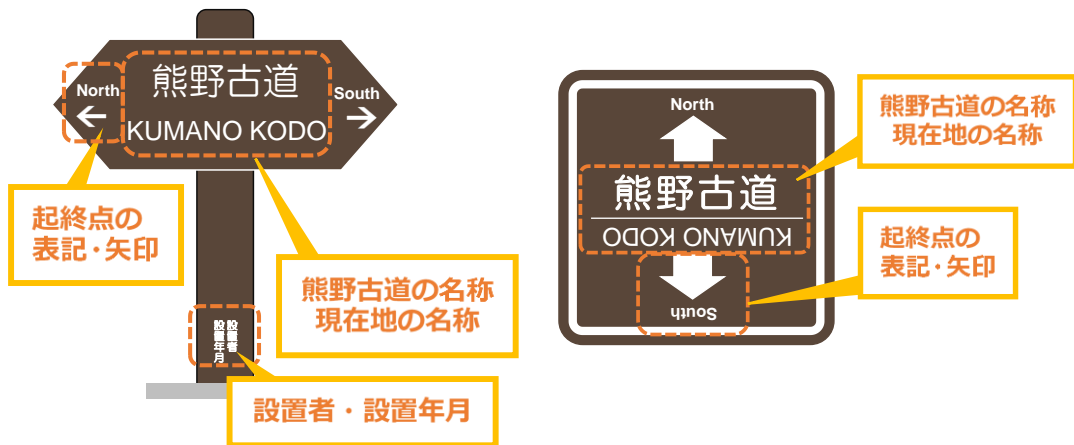 North
←
熊野古道
KUMANO KODO
South
→
起終点の
表記・矢印
熊野古道の名称
現在地の名称
設置者
設置年月
設置者・設置年月
North
熊野古道
KUMANO KODO
South
熊野古道の名称
現在地の名称
起終点の
表記・矢印